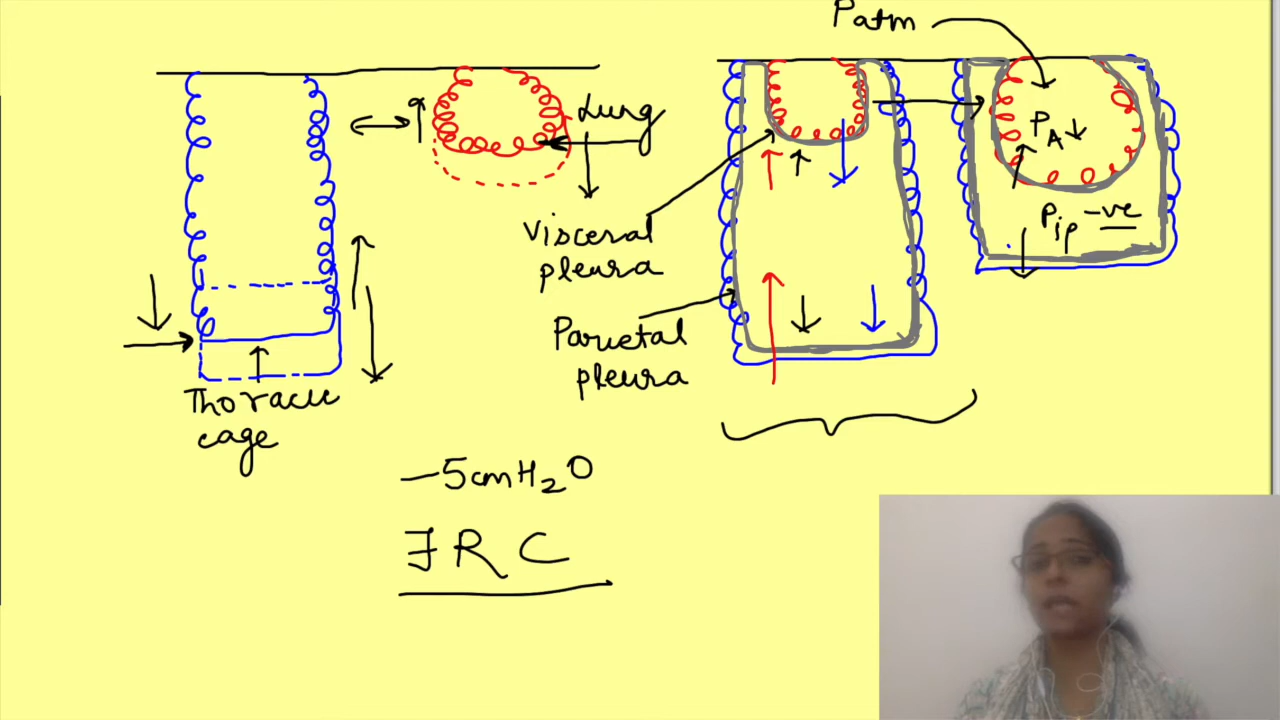 Patm
Lung
PA↓
Pip -ve
Visceral
pleura
Parietal
pleura
Thoracic
cage
-5cmH2O
FRC